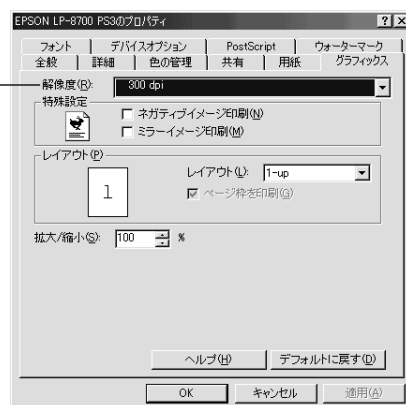 EPSON LP-8700 PS3のプロパティ
フォント デバイスオプション PostScript ウォーターマーク
全般 詳細 色の管理 共有 用紙 グラフィックス
解像度(R): 300 dpi
特殊設定
ネガティブイメージ印刷(N)
ミラーイメージ印刷(M)
レイアウト(P)
1
レイアウト(L): 1-up
ページ枠を印刷(G)
拡大/縮小(S): 100 %
ヘルプ(H) デフォルトに戻す(D)
OK キャンセル 適用(A)